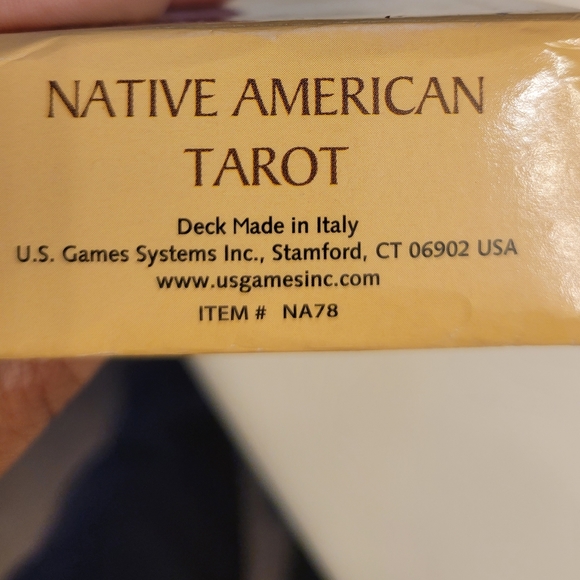 NATIVE AMERICAN
TAROT
Deck Made in Italy
U.S. Games Systems Inc., Stamford, CT 06902 USA
www.usgamesinc.com
ITEM # NA78